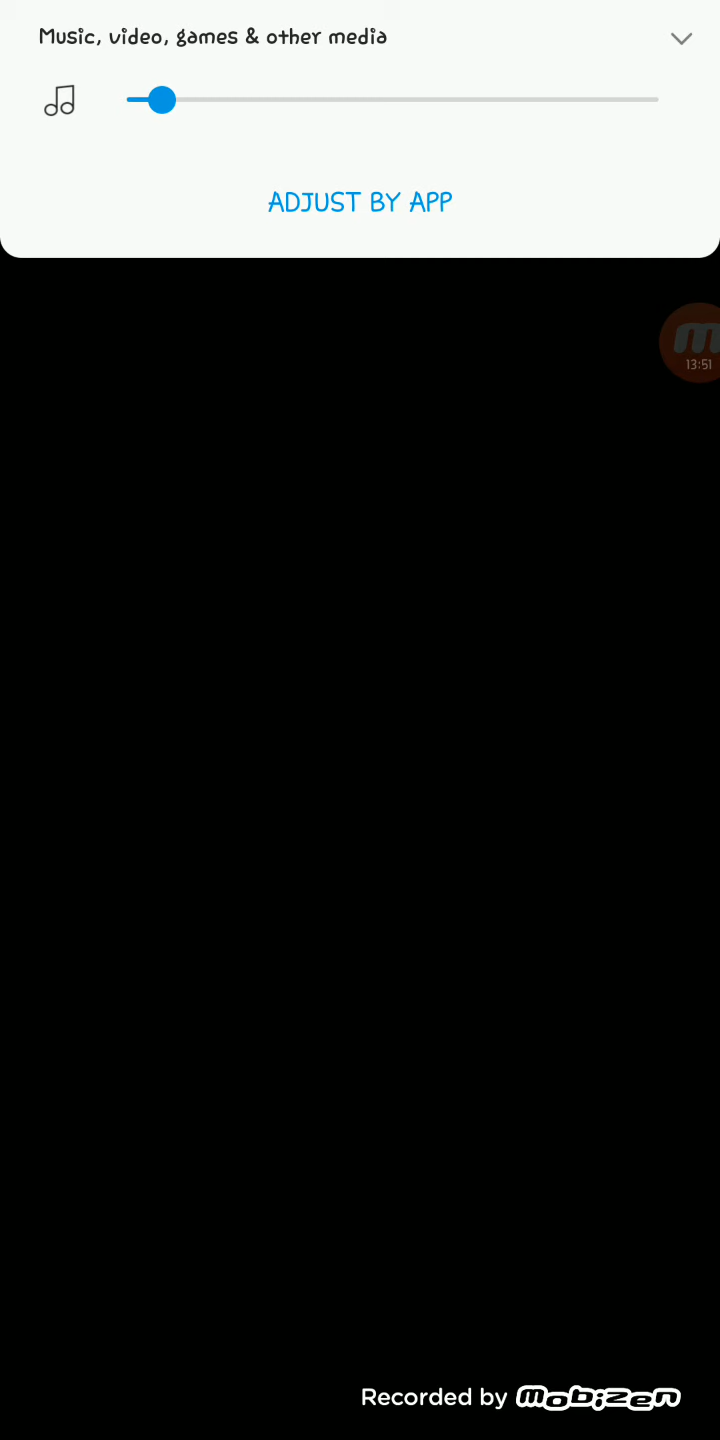 Music, video, games & other media
ADJUST BY APP
m
13:51
Recorded by mobizen